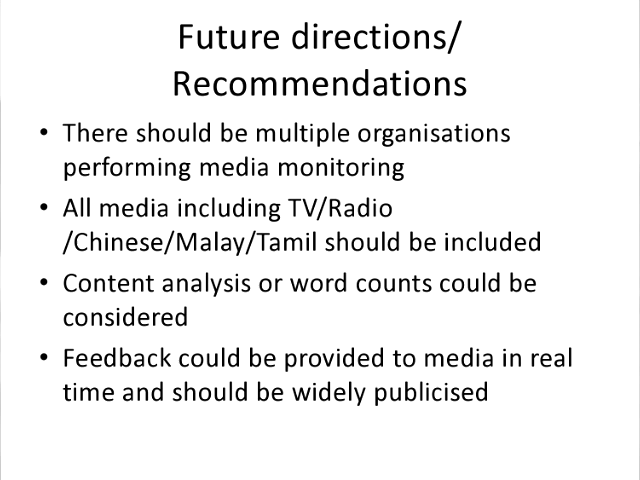 Future directions/
Recommendations
• There should be multiple organisations
performing media monitoring
• All media including TV/Radio
/Chinese/Malay/Tamil should be included
• Content analysis or word counts could be
considered
• Feedback could be provided to media in real
time and should be widely publicised